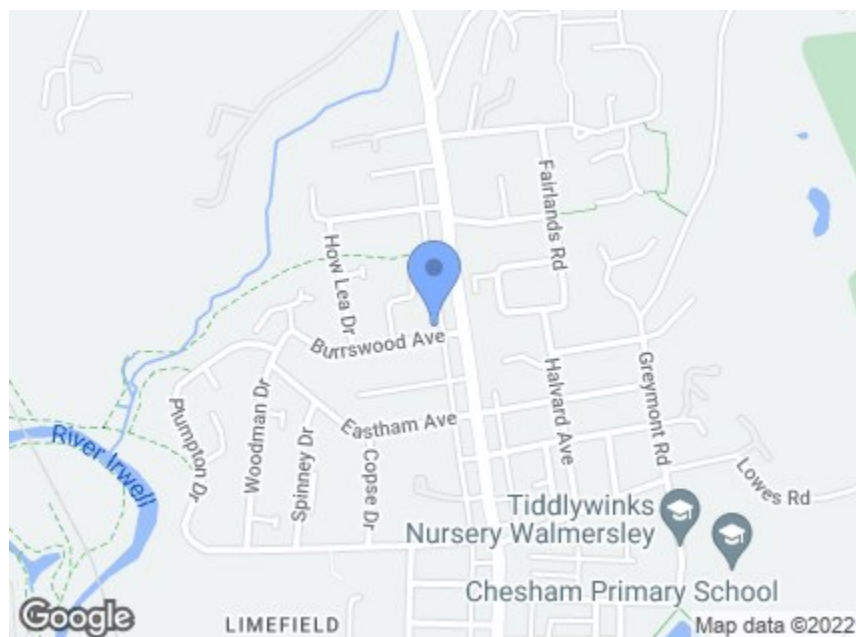 Fairlands Rd
How Lea Dr
Burrswood Ave
Halvard Ave
Greymont Rd
Plumpton Dr
Woodman Dr
Eastham Ave
Spinney Dr
Copse Dr
River Irwell
Lowes Rd
Tiddlywinks
Nursery Walmersley
Chesham Primary School
LIMEFIELD
Google
Map data ©2022